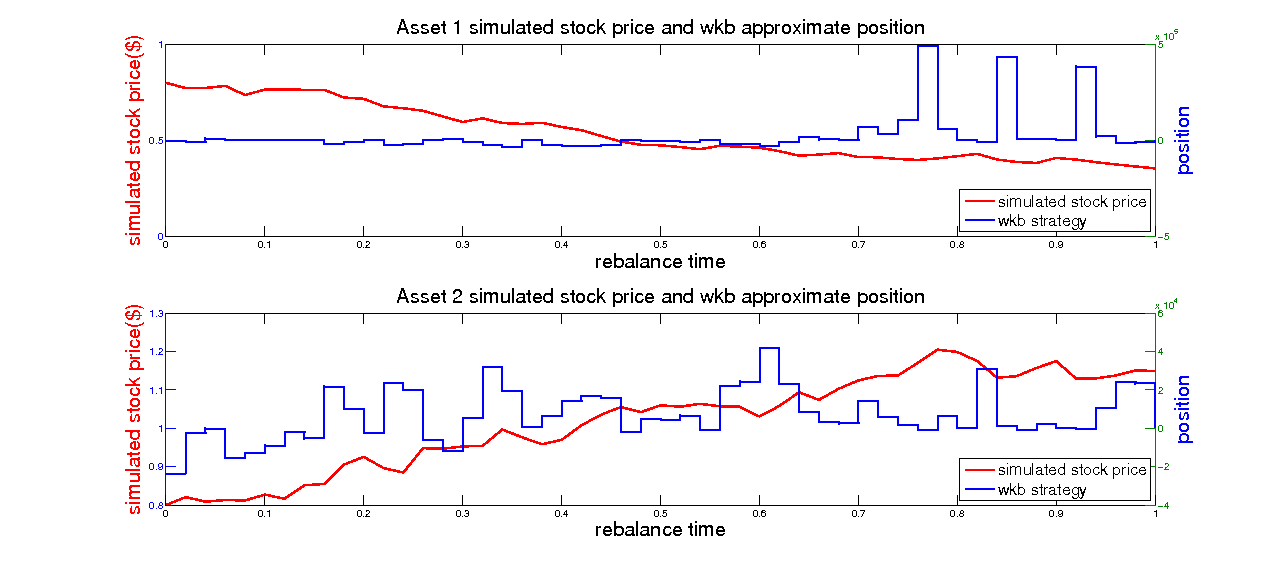 Asset 1 simulated stock price and wkb approximate position
x 10^5
simulated stock price($)
1
0.5
0
5
0
-5
position
simulated stock price
wkb strategy
0 0.1 0.2 0.3 0.4 0.5 0.6 0.7 0.8 0.9 1
rebalance time
Asset 2 simulated stock price and wkb approximate position
x 10^4
simulated stock price($)
1.3
1.2
1.1
1
0.9
0.8
6
4
2
0
-2
-4
position
simulated stock price
wkb strategy
0 0.1 0.2 0.3 0.4 0.5 0.6 0.7 0.8 0.9 1
rebalance time